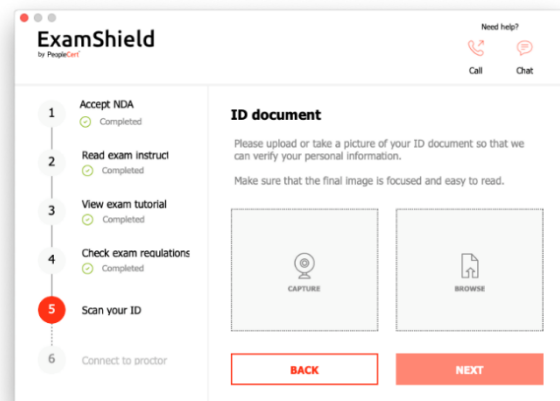 ExamShield
by PeopleCert
Need help?
Call
Chat
1
Accept NDA
Completed
2
Read exam instruct
Completed
3
View exam tutorial
Completed
4
Check exam regulations
Completed
5
Scan your ID
6
Connect to proctor
ID document
Please upload or take a picture of your ID document so that we
can verify your personal information.
Make sure that the final image is focused and easy to read.
CAPTURE
BROWSE
BACK
NEXT